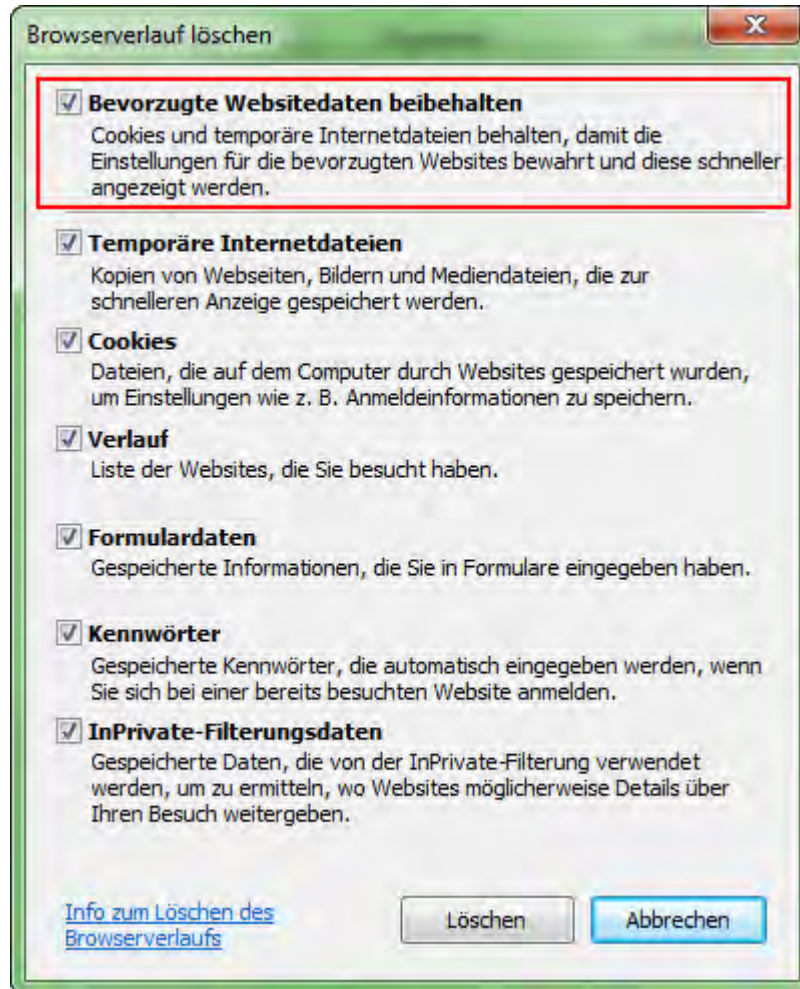 Browserverlauf löschen
Bevorzugte Websitedaten beibehalten
Cookies und temporäre Internetdateien behalten, damit die
Einstellungen für die bevorzugten Websites bewahrt und diese schneller
angezeigt werden.
Temporäre Internetdateien
Kopien von Webseiten, Bildern und Mediendateien, die zur
schnelleren Anzeige gespeichert werden.
Cookies
Dateien, die auf dem Computer durch Websites gespeichert wurden,
um Einstellungen wie z. B. Anmeldeinformationen zu speichern.
Verlauf
Liste der Websites, die Sie besucht haben.
Formulardaten
Gespeicherte Informationen, die Sie in Formulare eingegeben haben.
Kennwörter
Gespeicherte Kennwörter, die automatisch eingegeben werden, wenn
Sie sich bei einer bereits besuchten Website anmelden.
InPrivate-Filterungsdaten
Gespeicherte Daten, die von der InPrivate-Filterung verwendet
werden, um zu ermitteln, wo Websites möglicherweise Details über
Ihren Besuch weitergeben.
Info zum Löschen des
Browserverlaufs
Löschen
Abbrechen